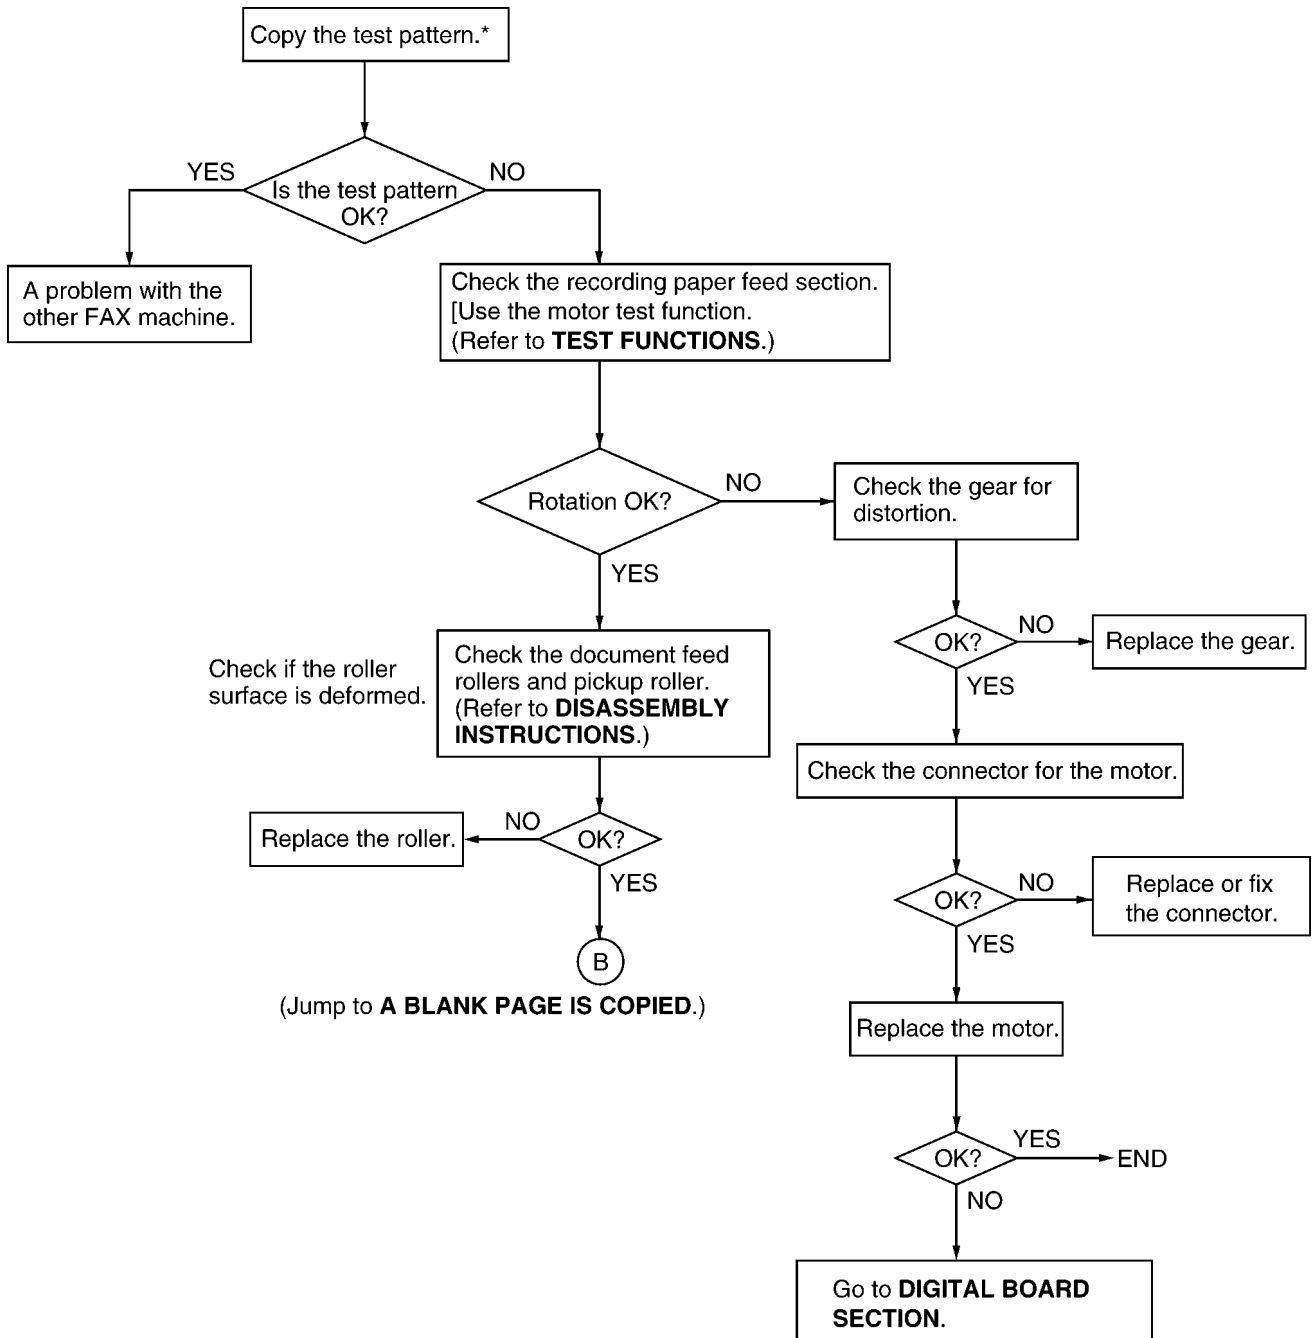 Copy the test pattern.*
YES
NO
Is the test pattern
OK?
A problem with the
other FAX machine.
Check the recording paper feed section.
[Use the motor test function.
(Refer to TEST FUNCTIONS.)
Rotation OK?
NO
Check the gear for
distortion.
YES
Check if the roller
surface is deformed.
Check the document feed
rollers and pickup roller.
(Refer to DISASSEMBLY
INSTRUCTIONS.)
OK?
NO
Replace the gear.
YES
Check the connector for the motor.
Replace the roller.
NO
OK?
YES
OK?
NO
Replace or fix
the connector.
YES
B
(Jump to A BLANK PAGE IS COPIED.)
Replace the motor.
OK?
YES
END
NO
Go to DIGITAL BOARD
SECTION.